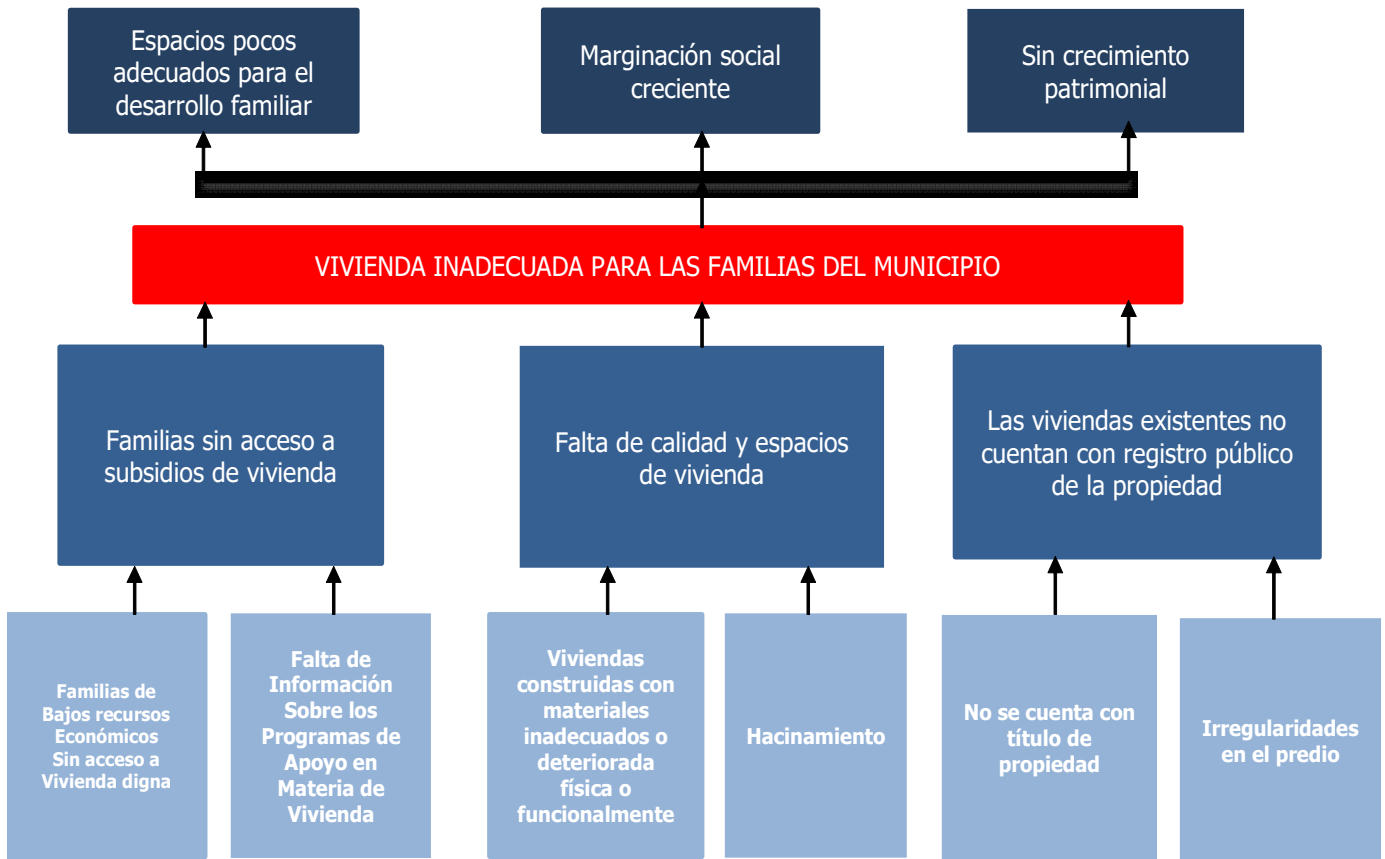 Espacios pocos
adecuados para el
desarrollo familiar
Marginación social
creciente
Sin crecimiento
patrimonial
VIVIENDA INADECUADA PARA LAS FAMILIAS DEL MUNICIPIO
Familias sin acceso a
subsidios de vivienda
Falta de calidad y espacios
de vivienda
Las viviendas existentes no
cuentan con registro público
de la propiedad
Familias de
Bajos recursos
Económicos
Sin acceso a
Vivienda digna
Falta de
Información
Sobre los
Programas de
Apoyo en
Materia de
Vivienda
Viviendas
construidas con
materiales
inadecuados o
deteriorada
física o
funcionalmente
Hacinamiento
No se cuenta con
título de
propiedad
Irregularidades
en el predio